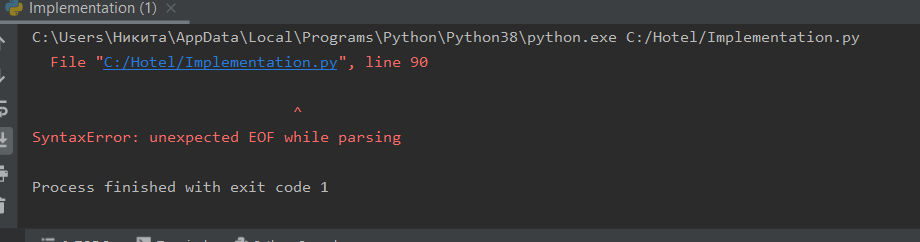 Implementation (1) ×
C:\Users\Никита\AppData\Local\Programs\Python\Python38\python.exe C:/Hotel/Implementation.py
File "C:/Hotel/Implementation.py", line 90
^
SyntaxError: unexpected EOF while parsing
Process finished with exit code 1